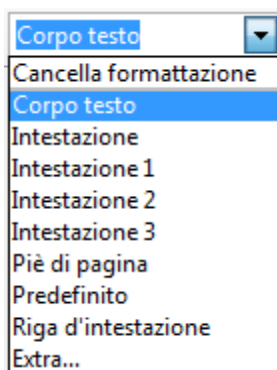 Corpo testo
Cancella formattazione
Corpo testo
Intestazione
Intestazione 1
Intestazione 2
Intestazione 3
Piè di pagina
Predefinito
Riga d'intestazione
Extra...